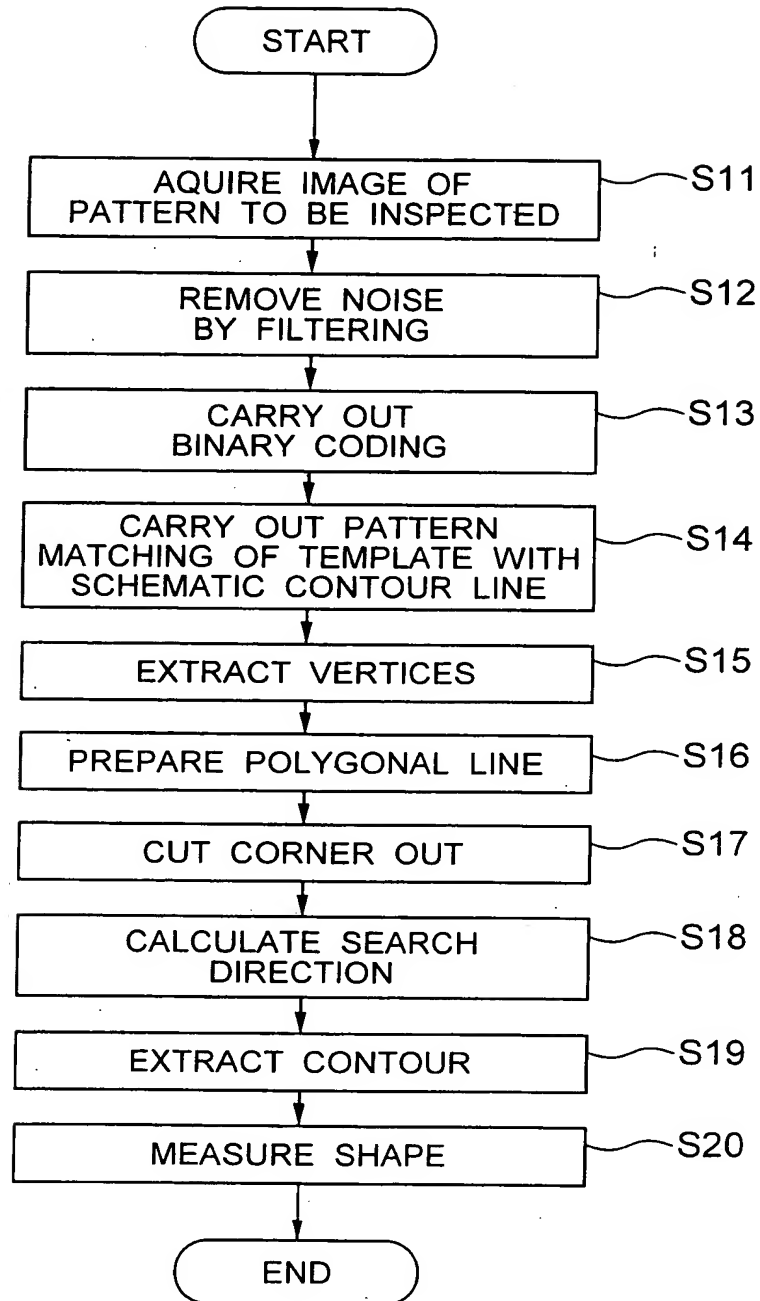 START
AQUIRE IMAGE OF
PATTERN TO BE INSPECTED
S11
REMOVE NOISE
BY FILTERING
S12
CARRY OUT
BINARY CODING
S13
CARRY OUT PATTERN
MATCHING OF TEMPLATE WITH
SCHEMATIC CONTOUR LINE
S14
EXTRACT VERTICES
S15
PREPARE POLYGONAL LINE
S16
CUT CORNER OUT
S17
CALCULATE SEARCH
DIRECTION
S18
EXTRACT CONTOUR
S19
MEASURE SHAPE
S20
END